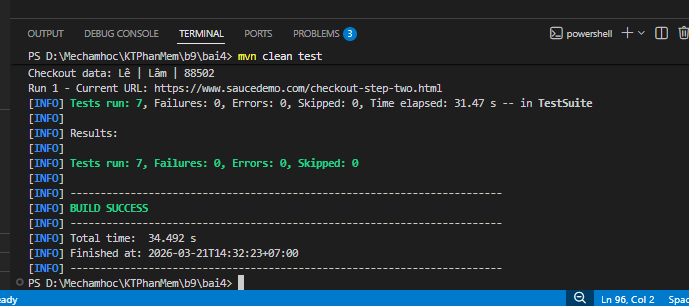 OUTPUT DEBUG CONSOLE TERMINAL PORTS PROBLEMS 3 powershell
PS D:\Mechamhoc\KTPhanMem\b9\bai4> mvn clean test
Checkout data: Lê | Lâm | 88502
Run 1 - Current URL: https://www.saucedemo.com/checkout-step-two.html
[INFO] Tests run: 7, Failures: 0, Errors: 0, Skipped: 0, Time elapsed: 31.47 s -- in TestSuite
[INFO]
[INFO] Results:
[INFO]
[INFO] Tests run: 7, Failures: 0, Errors: 0, Skipped: 0
[INFO]
[INFO] ------------------------------------------------------------------------
[INFO] BUILD SUCCESS
[INFO] ------------------------------------------------------------------------
[INFO] Total time:  34.492 s
[INFO] Finished at: 2026-03-21T14:32:23+07:00
[INFO] ------------------------------------------------------------------------
PS D:\Mechamhoc\KTPhanMem\b9\bai4>
eady Ln 96, Col 2 Spac